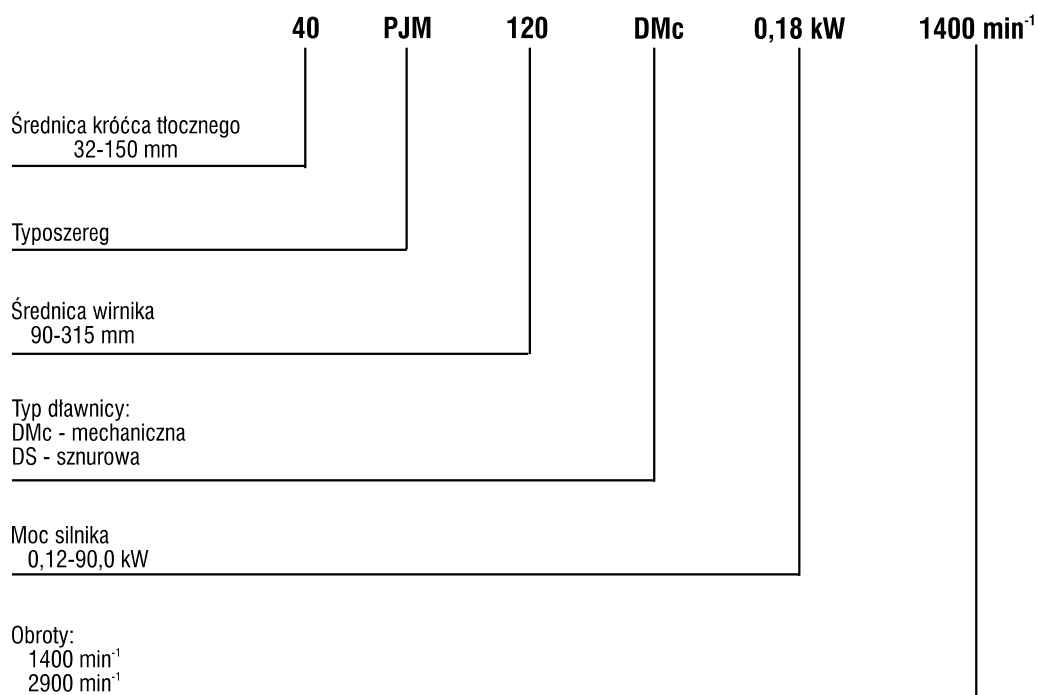 40 PJM 120 DMc 0,18 kW 1400 min⁻¹
Średnica króćca tłocznego
32-150 mm
Typoszereg
Średnica wirnika
90-315 mm
Typ dławnicy:
DMc - mechaniczna
DS - sznurowa
Moc silnika
0,12-90,0 kW
Obroty:
1400 min⁻¹
2900 min⁻¹